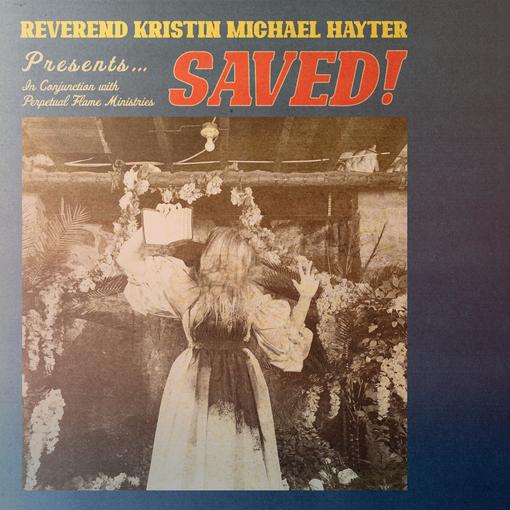 REVEREND KRISTIN MICHAEL HAYTER
Presents...
SAVED!
In Conjunction with
Perpetual Flame Ministries